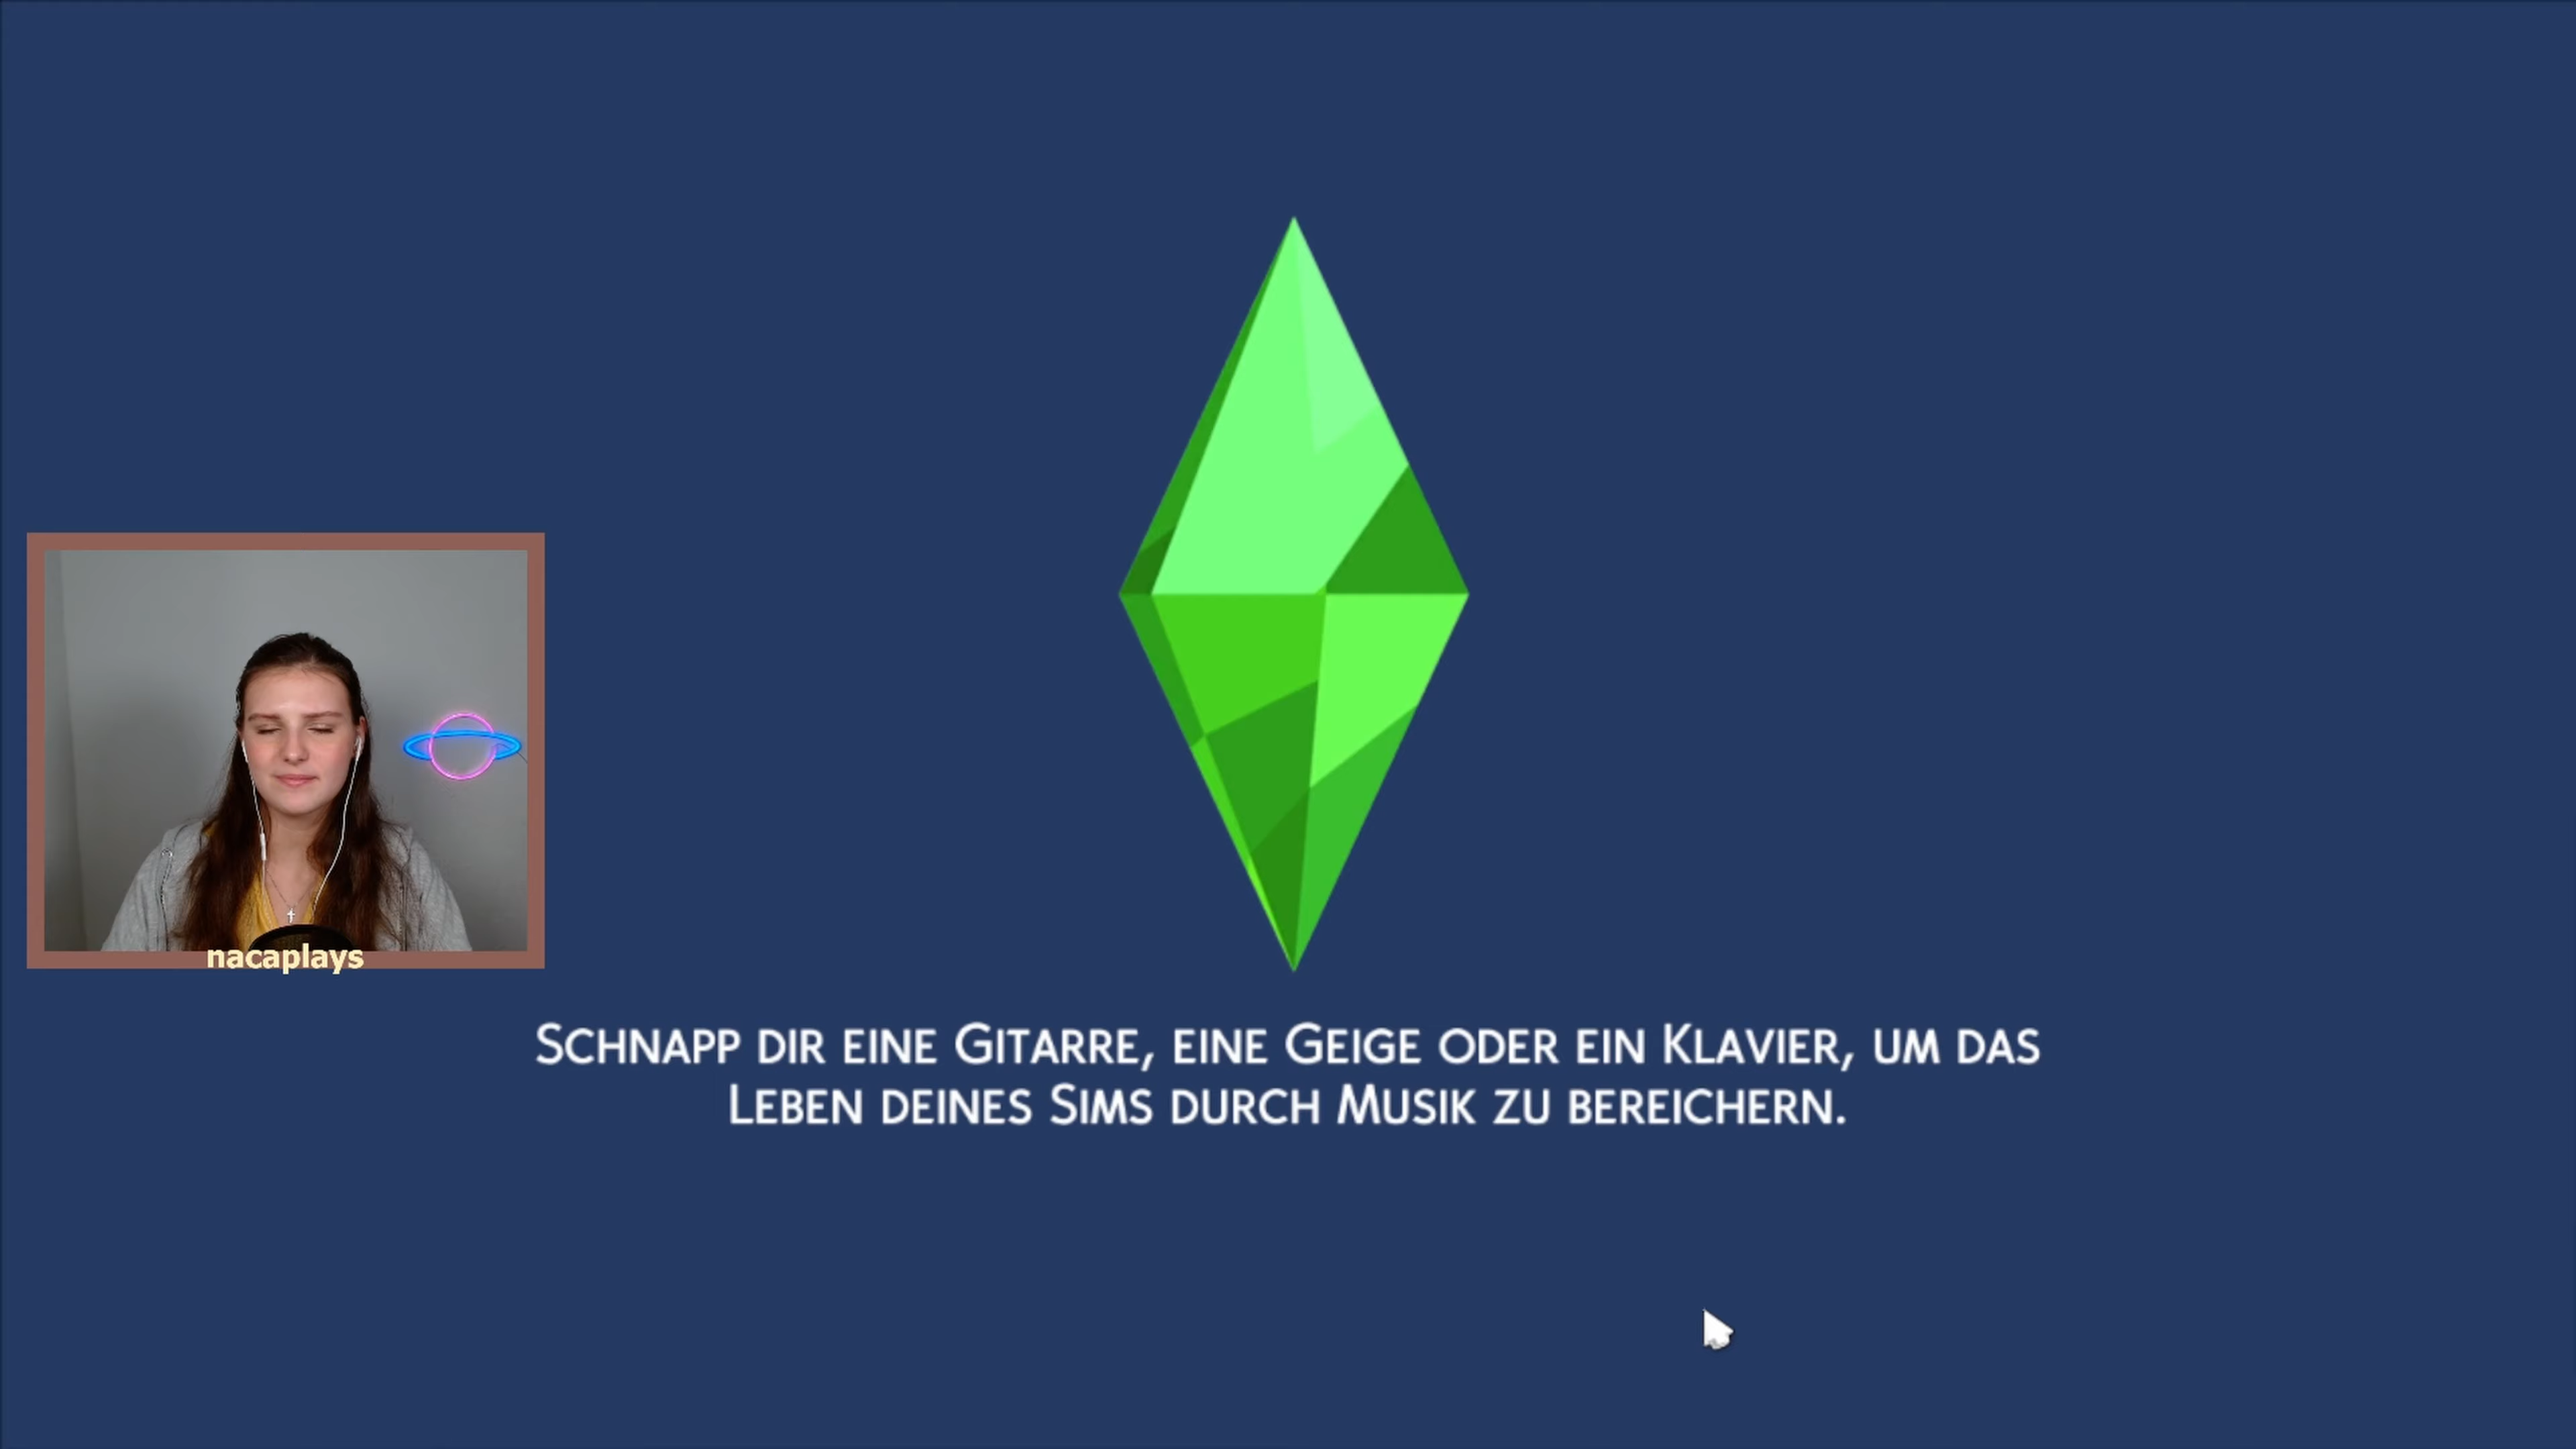 nacaplays
Schnapp dir eine Gitarre, eine Geige oder ein Klavier, um das
Leben deines Sims durch Musik zu bereichern.